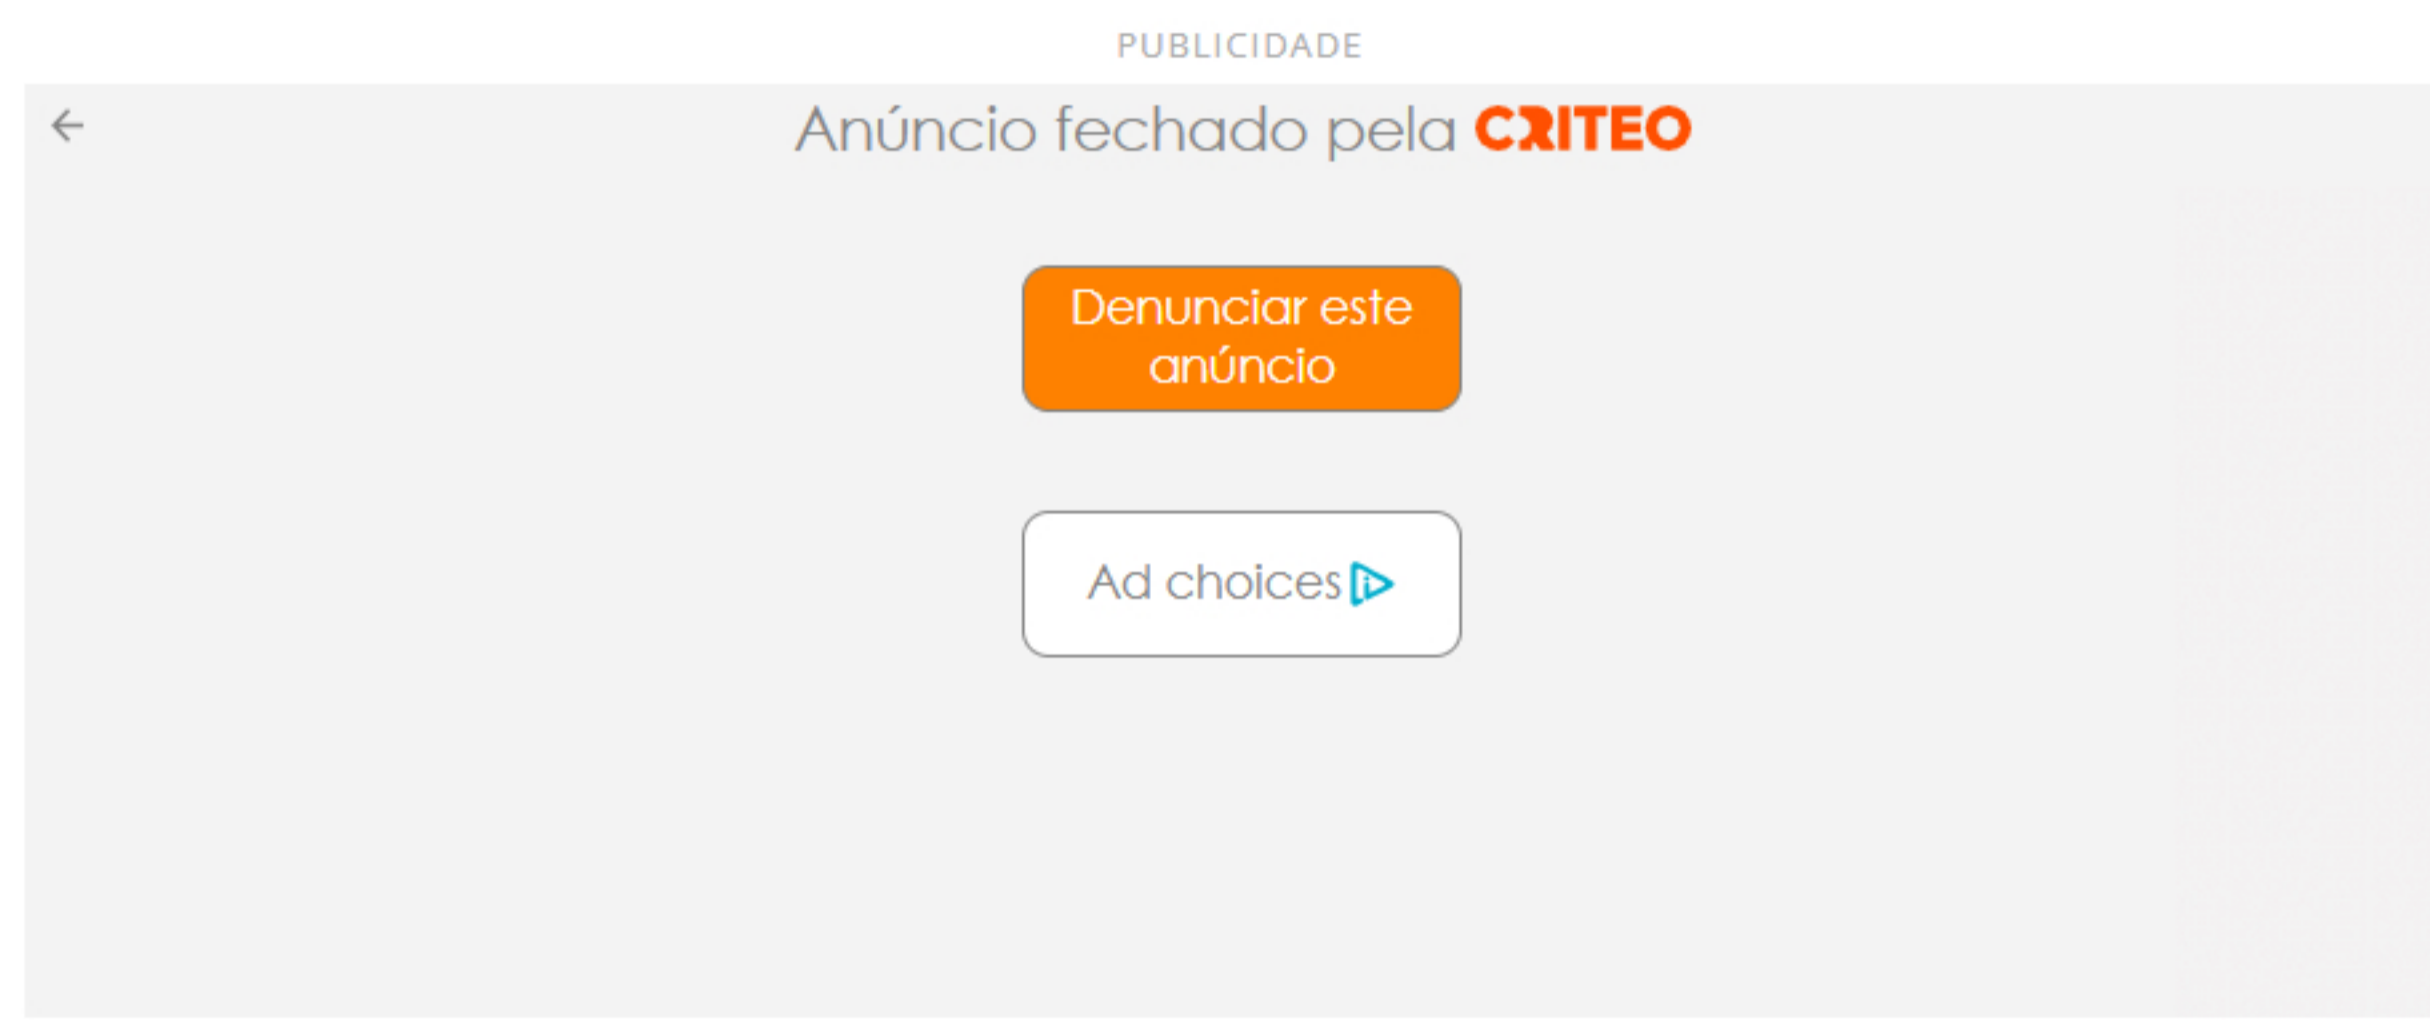 PUBLICIDADE
Anúncio fechado pela CRITEO
Denunciar este
anúncio
Ad choices